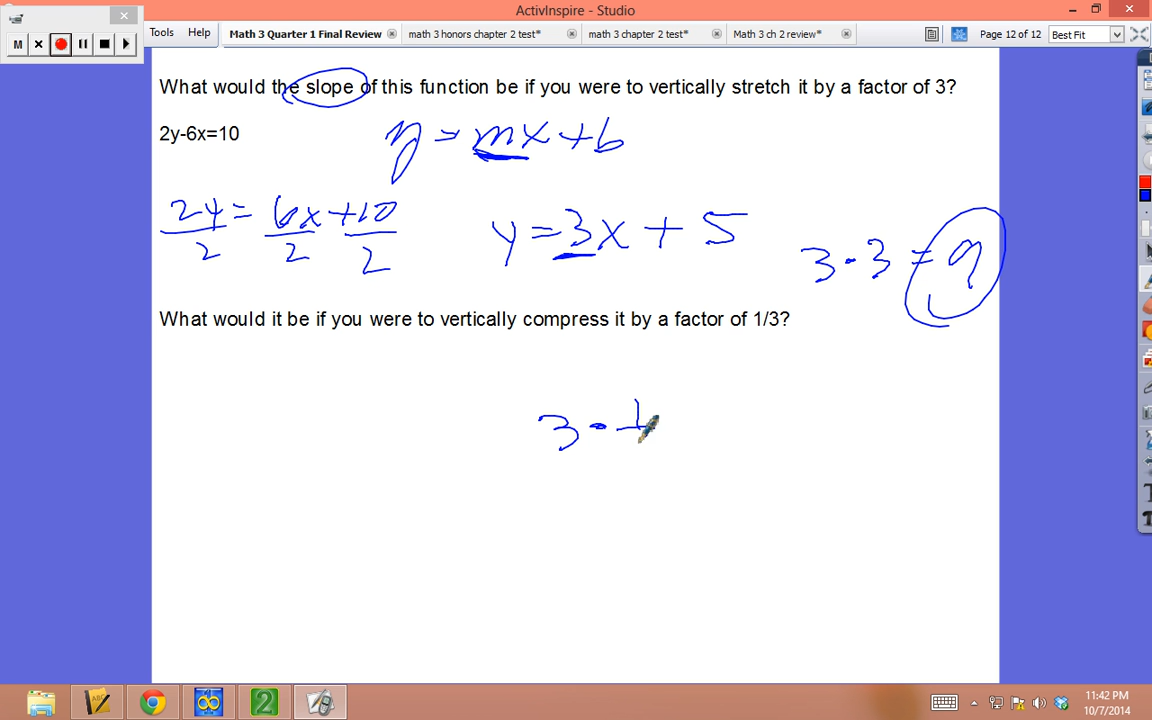 ActivInspire - Studio
Tools Help Math 3 Quarter 1 Final Review math 3 honors chapter 2 test* math 3 chapter 2 test* Math 3 ch 2 review* Page 12 of 12 Best Fit
M
What would the slope of this function be if you were to vertically stretch it by a factor of 3?
2y-6x=10
y = mx + b
2y/2 = 6x/2 + 10/2
y = 3x + 5
3 · 3 = 9
What would it be if you were to vertically compress it by a factor of 1/3?
3 · 1
11:42 PM
10/7/2014